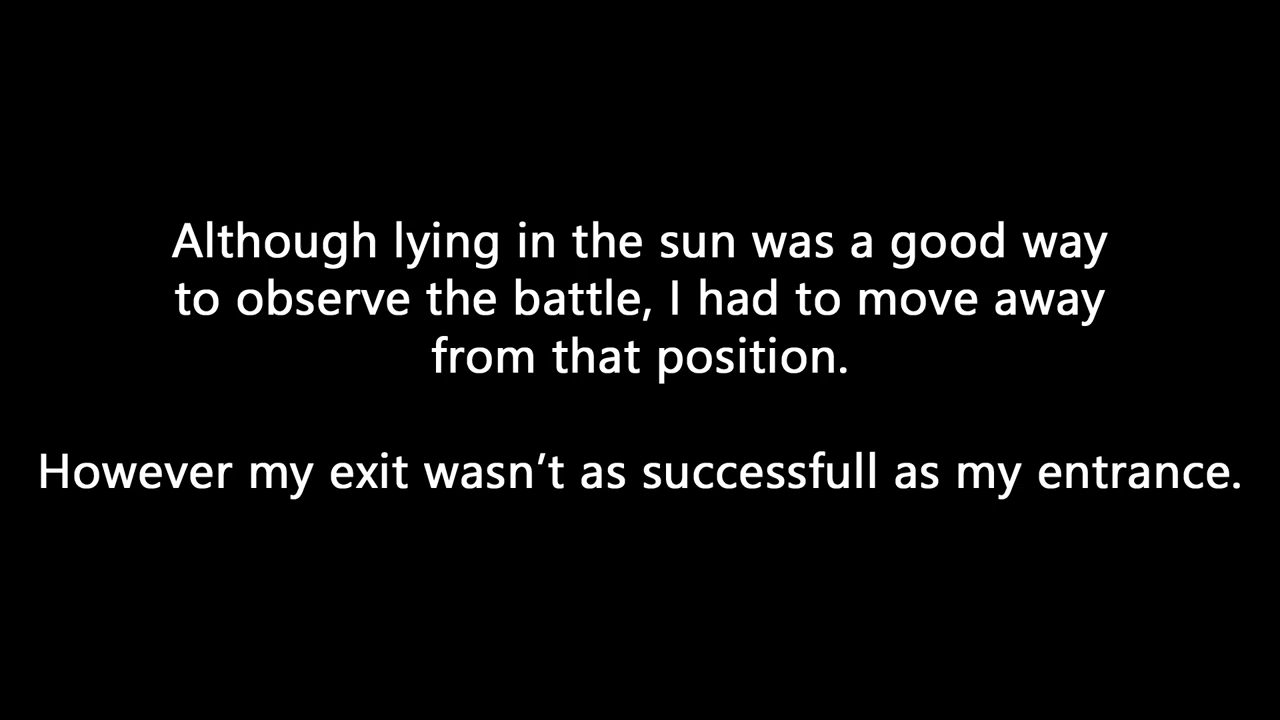 Although lying in the sun was a good way
to observe the battle, I had to move away
from that position.
However my exit wasn’t as successfull as my entrance.